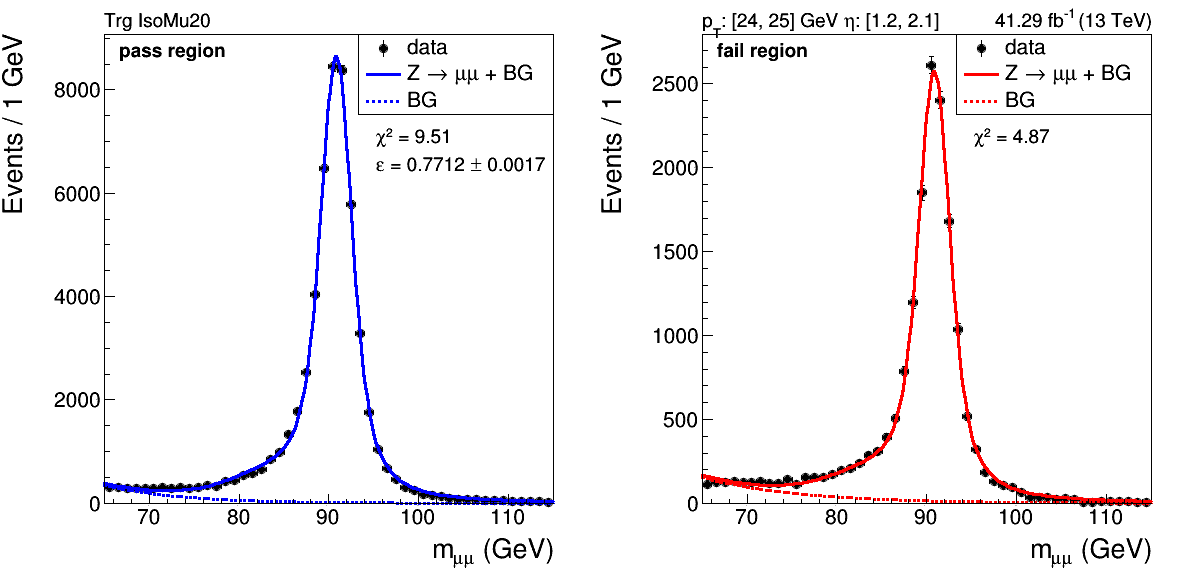 Trg IsoMu20
pass region
data
Z → μμ + BG
BG
χ² = 9.51
ε = 0.7712 ± 0.0017
Events / 1 GeV
8000
6000
4000
2000
0
70 80 90 100 110
m_μμ (GeV)
p_T: [24, 25] GeV η: [1.2, 2.1] 41.29 fb⁻¹ (13 TeV)
fail region
data
Z → μμ + BG
BG
χ² = 4.87
Events / 1 GeV
2500
2000
1500
1000
500
0
70 80 90 100 110
m_μμ (GeV)